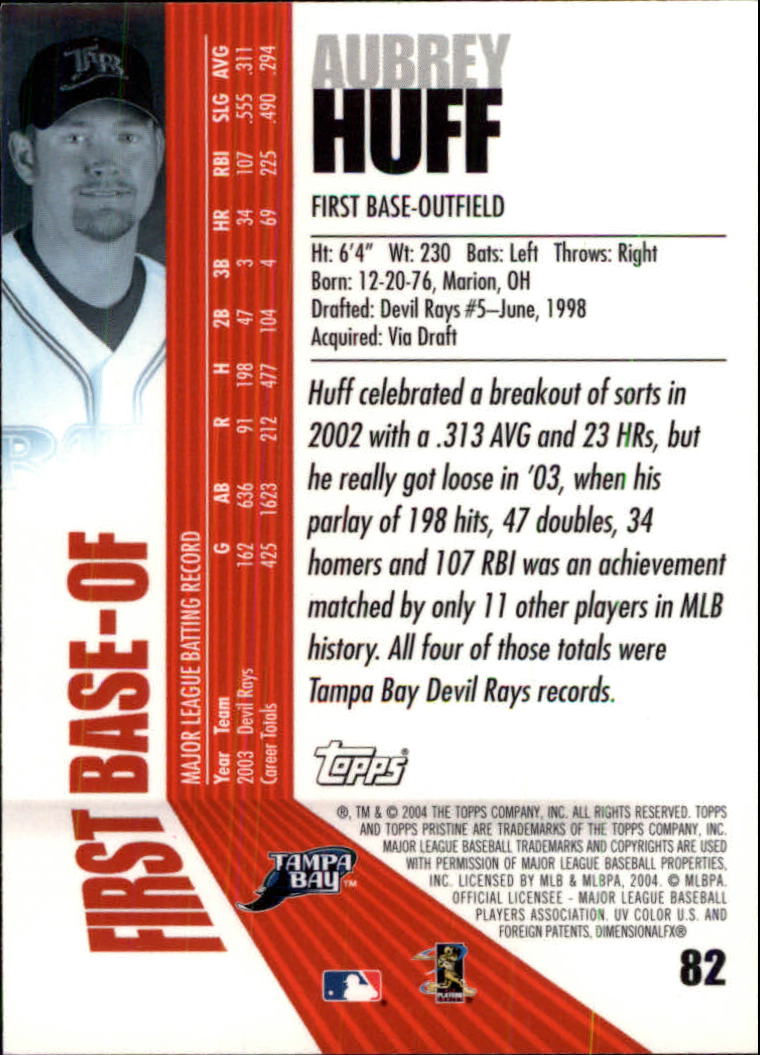 AUBREY
HUFF
FIRST BASE-OUTFIELD
Ht: 6'4" Wt: 230 Bats: Left Throws: Right
Born: 12-20-76, Marion, OH
Drafted: Devil Rays #5–June, 1998
Acquired: Via Draft
Huff celebrated a breakout of sorts in
2002 with a .313 AVG and 23 HRs, but
he really got loose in '03, when his
parlay of 198 hits, 47 doubles, 34
homers and 107 RBI was an achievement
matched by only 11 other players in MLB
history. All four of those totals were
Tampa Bay Devil Rays records.
FIRST BASE-OF
MAJOR LEAGUE BATTING RECORD
Year Team G AB R H 2B 3B HR RBI SLG AVG
2003 Devil Rays 162 636 91 198 47 3 34 107 .555 .311
Career Totals 425 1623 212 477 104 4 69 225 .490 .294
Topps®
®, TM & © 2004 THE TOPPS COMPANY, INC. ALL RIGHTS RESERVED. TOPPS
AND TOPPS PRISTINE ARE TRADEMARKS OF THE TOPPS COMPANY, INC.
MAJOR LEAGUE BASEBALL TRADEMARKS AND COPYRIGHTS ARE USED
WITH PERMISSION OF MAJOR LEAGUE BASEBALL PROPERTIES,
INC. LICENSED BY MLB & MLBPA, 2004. © MLBPA.
OFFICIAL LICENSEE - MAJOR LEAGUE BASEBALL
PLAYERS ASSOCIATION. UV COLOR U.S. AND
FOREIGN PATENTS, DIMENSIONALFX®
TAMPA
BAY™
82